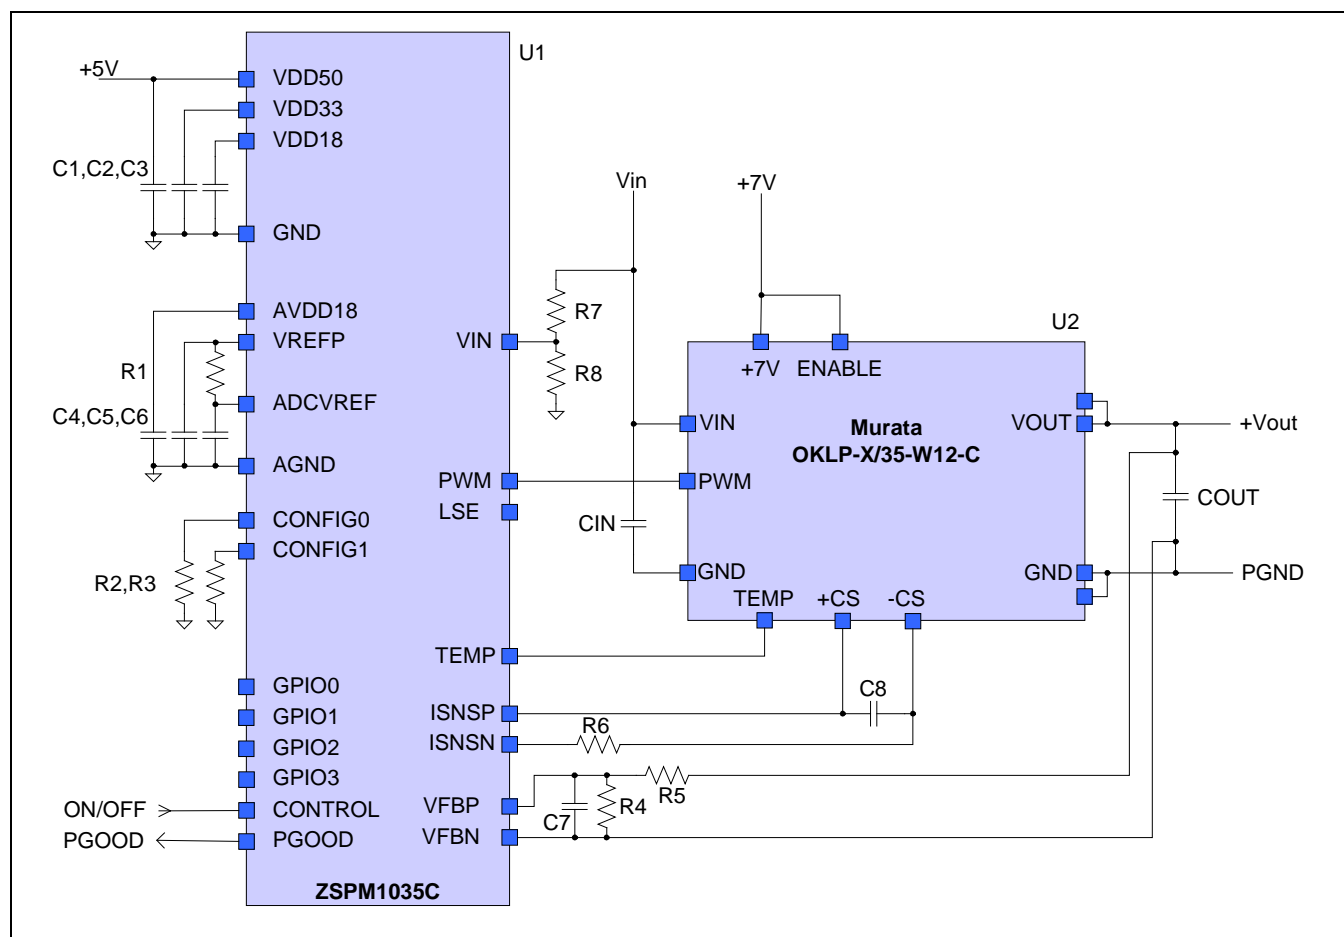 U1
+5V
VDD50
VDD33
VDD18
C1,C2,C3
GND
AVDD18
VREFP
R1
ADCVREF
C4,C5,C6
AGND
CONFIG0
CONFIG1
R2,R3
GPIO0
GPIO1
GPIO2
GPIO3
ON/OFF
CONTROL
PGOOD
PGOOD
VIN
PWM
LSE
TEMP
ISNSP
ISNSN
VFBP
VFBN
ZSPM1035C
Vin
+7V
R7
R8
CIN
U2
+7V
ENABLE
VIN
Murata
OKLP-X/35-W12-C
PWM
GND
VOUT
GND
TEMP
+CS
-CS
+Vout
COUT
PGND
C8
R6
R5
R4
C7